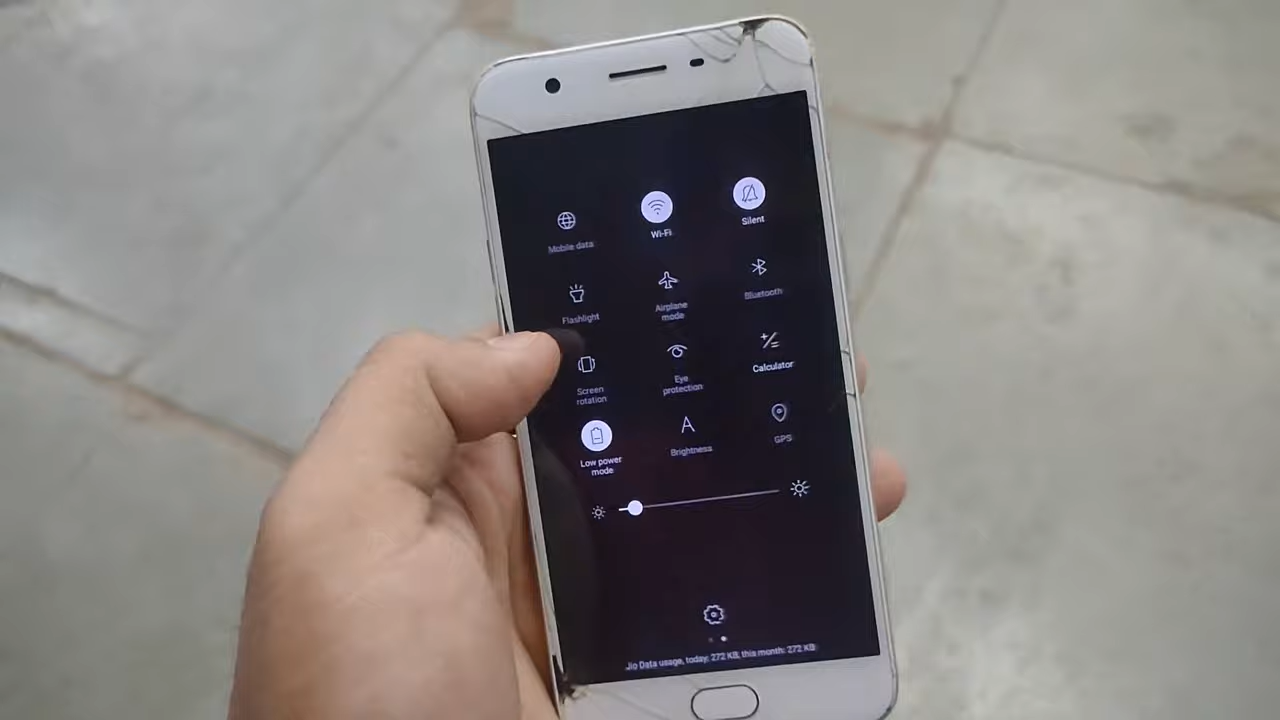 Mobile data
Wi-Fi
Silent
Flashlight
Airplane
mode
Bluetooth
Screen
rotation
Eye
protection
Calculator
Low power
mode
A
Brightness
GPS
Jio Data usage, today: 272 KB, this month: 272 KB